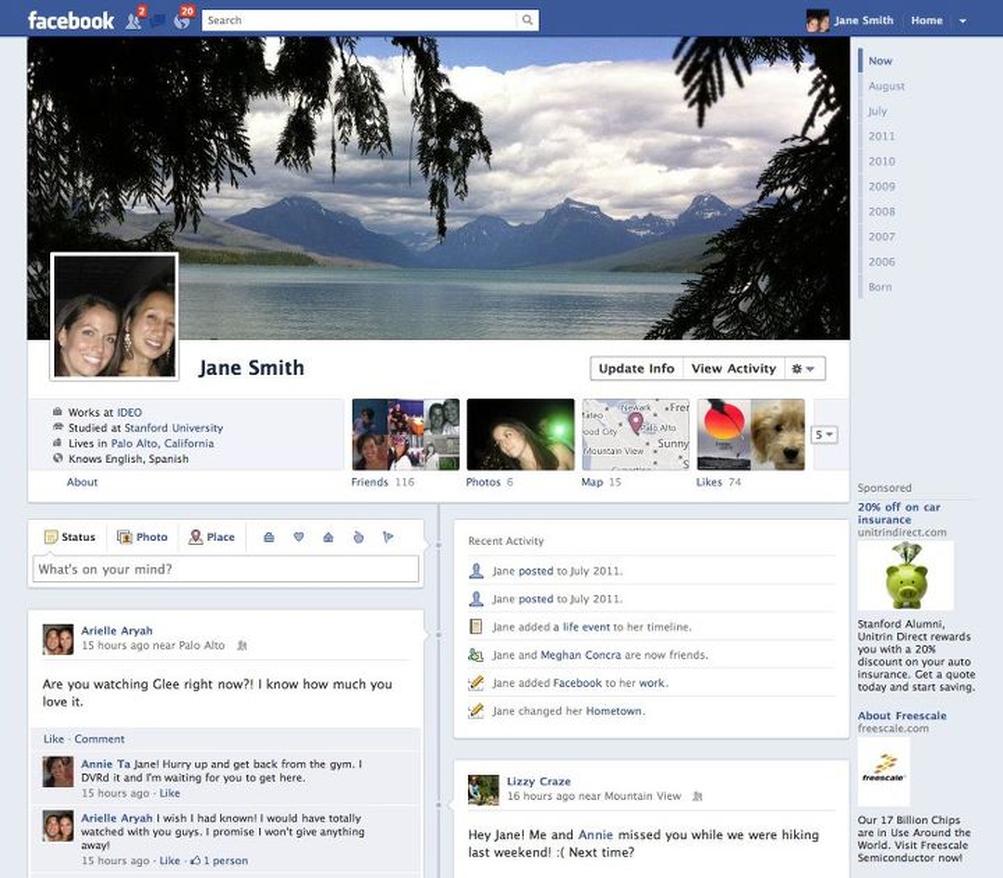 facebook
2
20
Search
Jane Smith
Home
Now
August
July
2011
2010
2009
2008
2007
2006
Born
Jane Smith
Update Info
View Activity
Works at IDEO
Studied at Stanford University
Lives in Palo Alto, California
Knows English, Spanish
About
Newark
Palo Alto
Mountain View
Friends 116
Photos 6
Map 15
Likes 74
5
Status
Photo
Place
What's on your mind?
Arielle Aryah
15 hours ago near Palo Alto
Are you watching Glee right now?! I know how much you
love it.
Like · Comment
Annie Ta Jane! Hurry up and get back from the gym. I
DVRd it and I'm waiting for you to get here.
15 hours ago · Like
Arielle Aryah I wish I had known! I would have totally
watched with you guys. I promise I won't give anything
away!
15 hours ago · Like · 1 person
Recent Activity
Jane posted to July 2011.
Jane posted to July 2011.
Jane added a life event to her timeline.
Jane and Meghan Concra are now friends.
Jane added Facebook to her work.
Jane changed her Hometown.
Lizzy Craze
16 hours ago near Mountain View
Hey Jane! Me and Annie missed you while we were hiking
last weekend! :( Next time?
Sponsored
20% off on car
insurance
unitrindirect.com
Stanford Alumni,
Unitrin Direct rewards
you with a 20%
discount on your auto
insurance. Get a quote
today and start saving.
About Freescale
freescale.com
freescale
Our 17 Billion Chips
are in Use Around the
World. Visit Freescale
Semiconductor now!